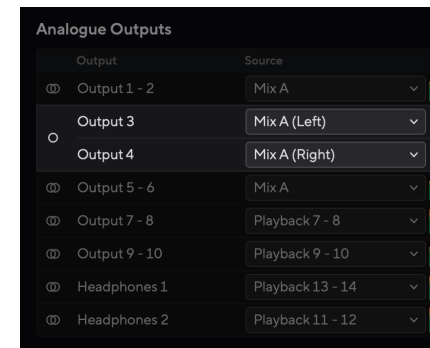 Analogue Outputs
Output Source
Output 1 - 2 Mix A
Output 3 Mix A (Left)
Output 4 Mix A (Right)
Output 5 - 6 Mix A
Output 7 - 8 Playback 7 - 8
Output 9 - 10 Playback 9 - 10
Headphones 1 Playback 13 - 14
Headphones 2 Playback 11 - 12